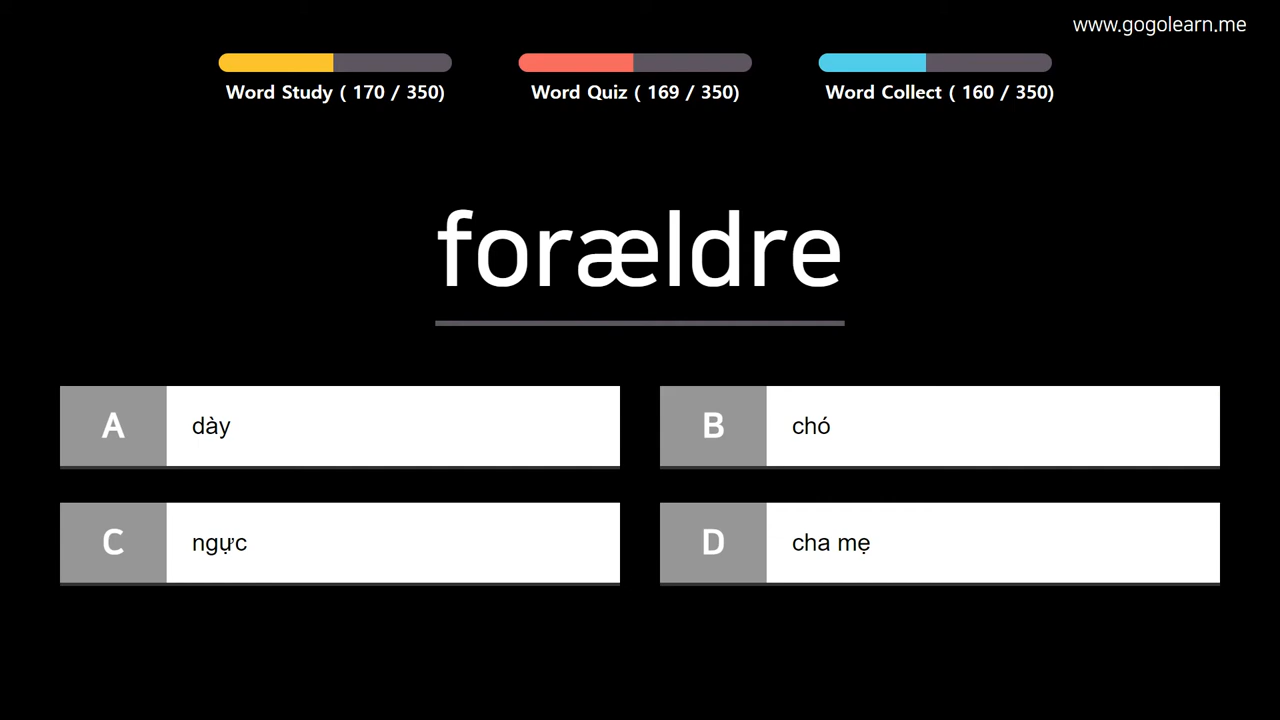 www.gogolearn.me
Word Study ( 170 / 350)
Word Quiz ( 169 / 350)
Word Collect ( 160 / 350)
forældre
A dày
B chó
C ngực
D cha mẹ